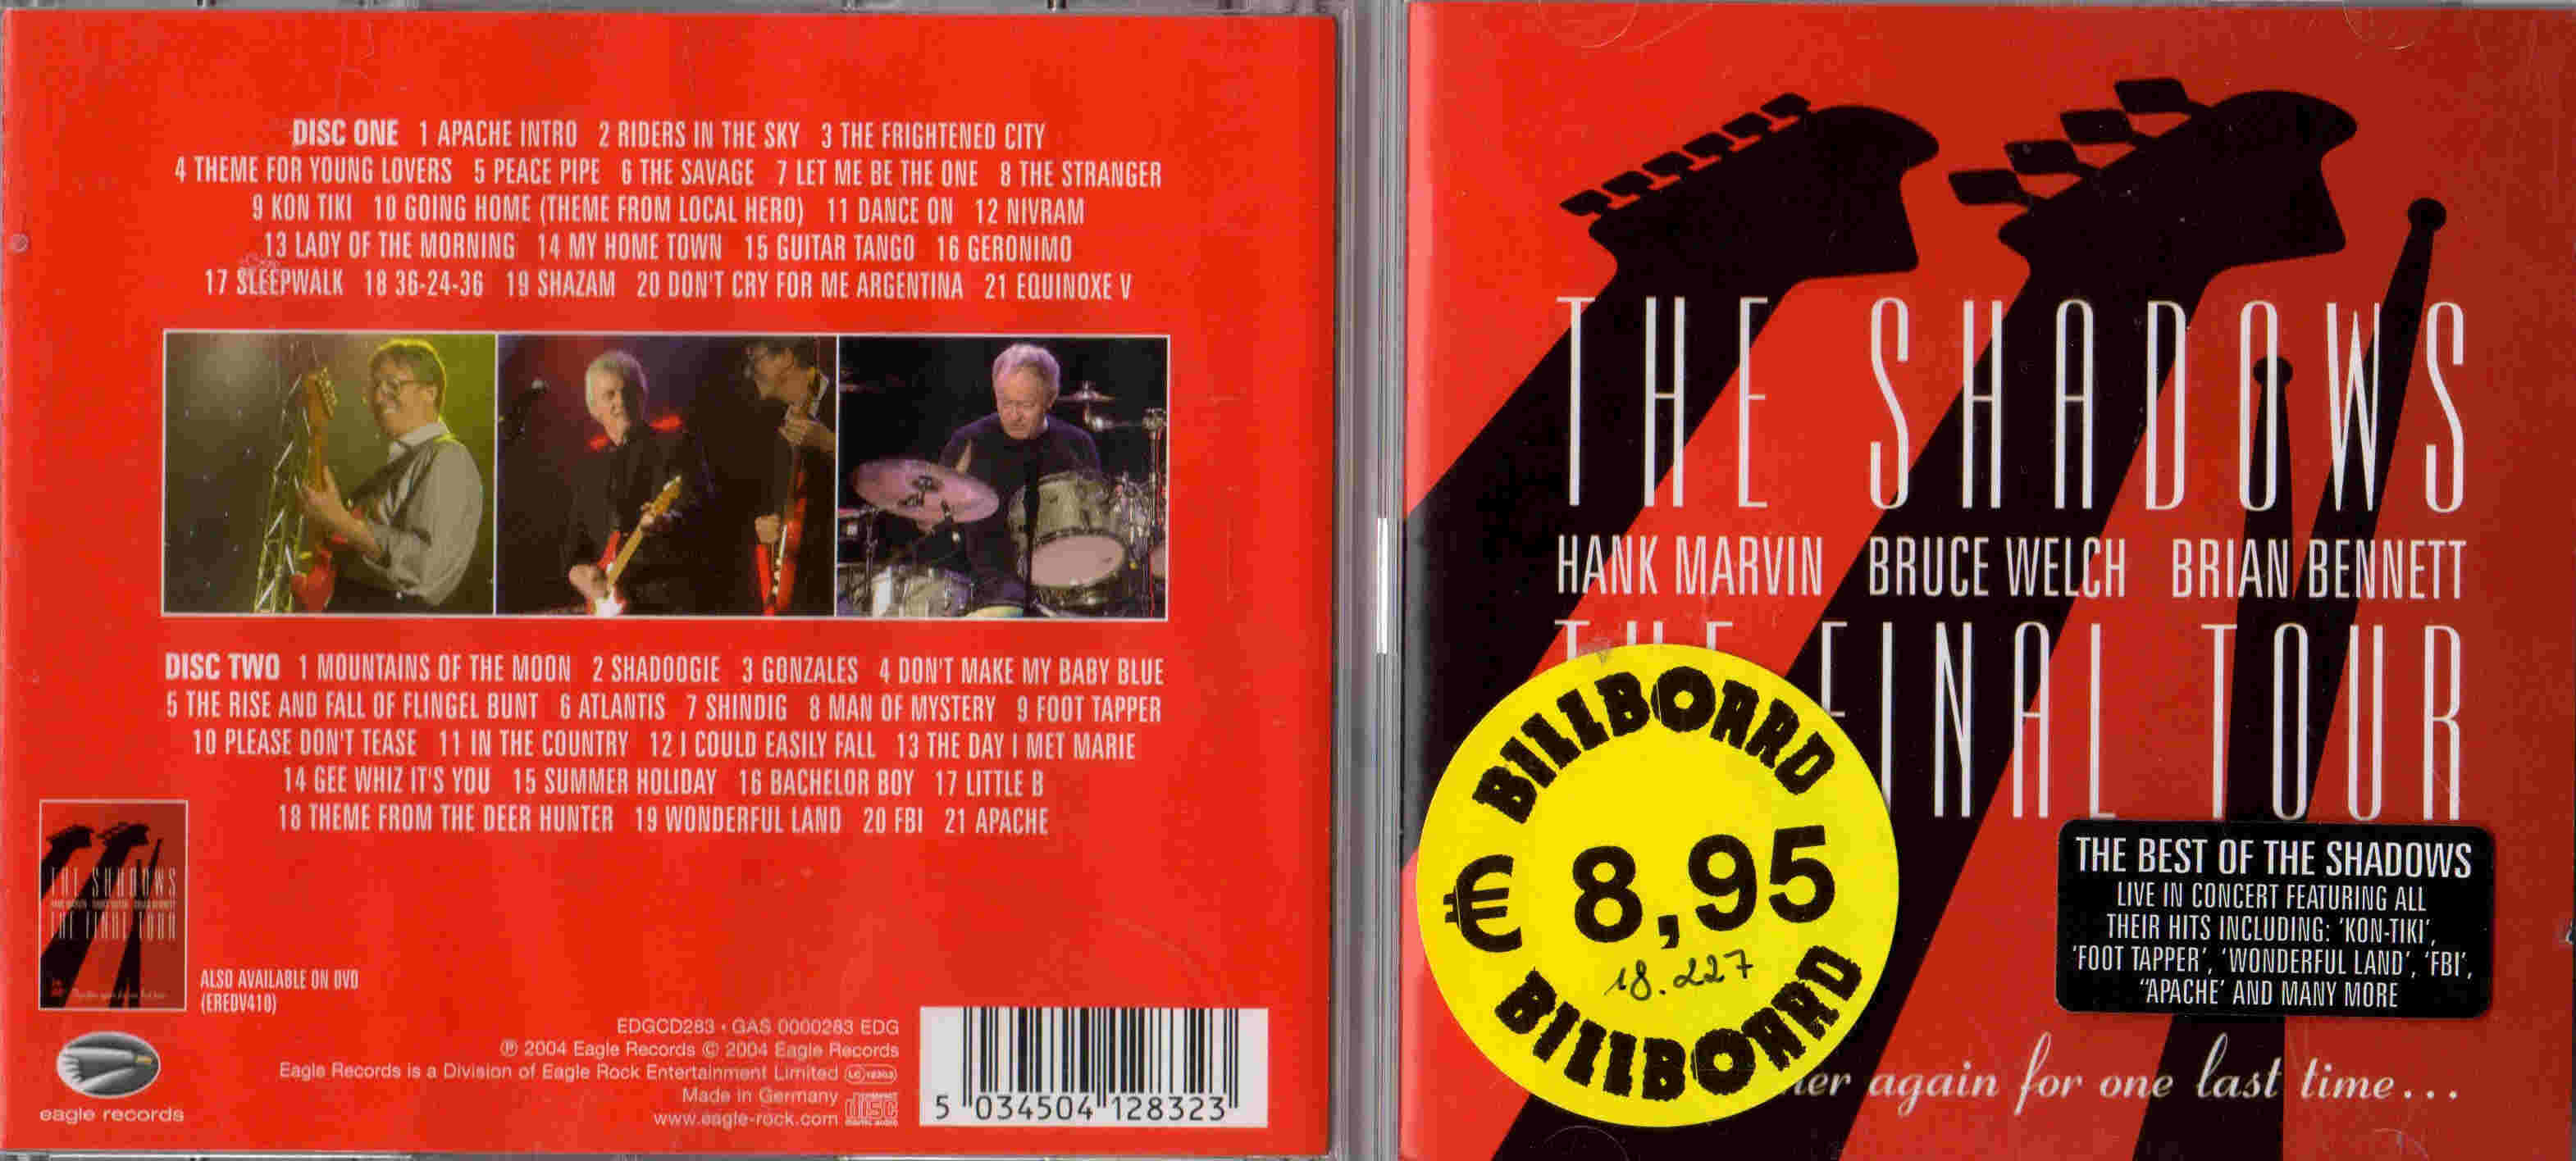 DISC ONE 1 APACHE INTRO 2 RIDERS IN THE SKY 3 THE FRIGHTENED CITY
4 THEME FOR YOUNG LOVERS 5 PEACE PIPE 6 THE SAVAGE 7 LET ME BE THE ONE 8 THE STRANGER
9 KON TIKI 10 GOING HOME (THEME FROM LOCAL HERO) 11 DANCE ON 12 NIVRAM
13 LADY OF THE MORNING 14 MY HOME TOWN 15 GUITAR TANGO 16 GERONIMO
17 SLEEPWALK 18 36-24-36 19 SHAZAM 20 DON'T CRY FOR ME ARGENTINA 21 EQUINOXE V
DISC TWO 1 MOUNTAINS OF THE MOON 2 SHADOOGIE 3 GONZALES 4 DON'T MAKE MY BABY BLUE
5 THE RISE AND FALL OF FLINGEL BUNT 6 ATLANTIS 7 SHINDIG 8 MAN OF MYSTERY 9 FOOT TAPPER
10 PLEASE DON'T TEASE 11 IN THE COUNTRY 12 I COULD EASILY FALL 13 THE DAY I MET MARIE
14 GEE WHIZ IT'S YOU 15 SUMMER HOLIDAY 16 BACHELOR BOY 17 LITTLE B
18 THEME FROM THE DEER HUNTER 19 WONDERFUL LAND 20 FBI 21 APACHE
THE SHADOWS
THE FINAL TOUR
ALSO AVAILABLE ON DVD
(EREDV410)
eagle records
EDGCD283 • GAS 0000283 EDG
℗ 2004 Eagle Records © 2004 Eagle Records
Eagle Records is a Division of Eagle Rock Entertainment Limited
Made in Germany
www.eagle-rock.com
disc
5 034504 128323
THE SHADOWS
HANK MARVIN BRUCE WELCH BRIAN BENNETT
THE FINAL TOUR
BILLBOARD
€ 8,95
18.227
BILLBOARD
THE BEST OF THE SHADOWS
LIVE IN CONCERT FEATURING ALL
THEIR HITS INCLUDING: 'KON-TIKI',
'FOOT TAPPER', 'WONDERFUL LAND', 'FBI',
"APACHE' AND MANY MORE
again for one last time...